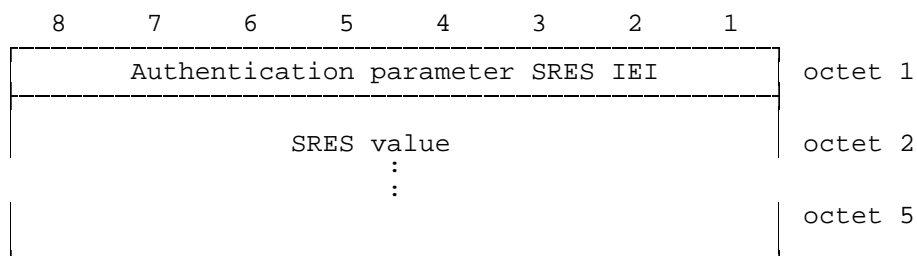 8 7 6 5 4 3 2 1
Authentication parameter SRES IEI octet 1
SRES value octet 2
:
:
octet 5